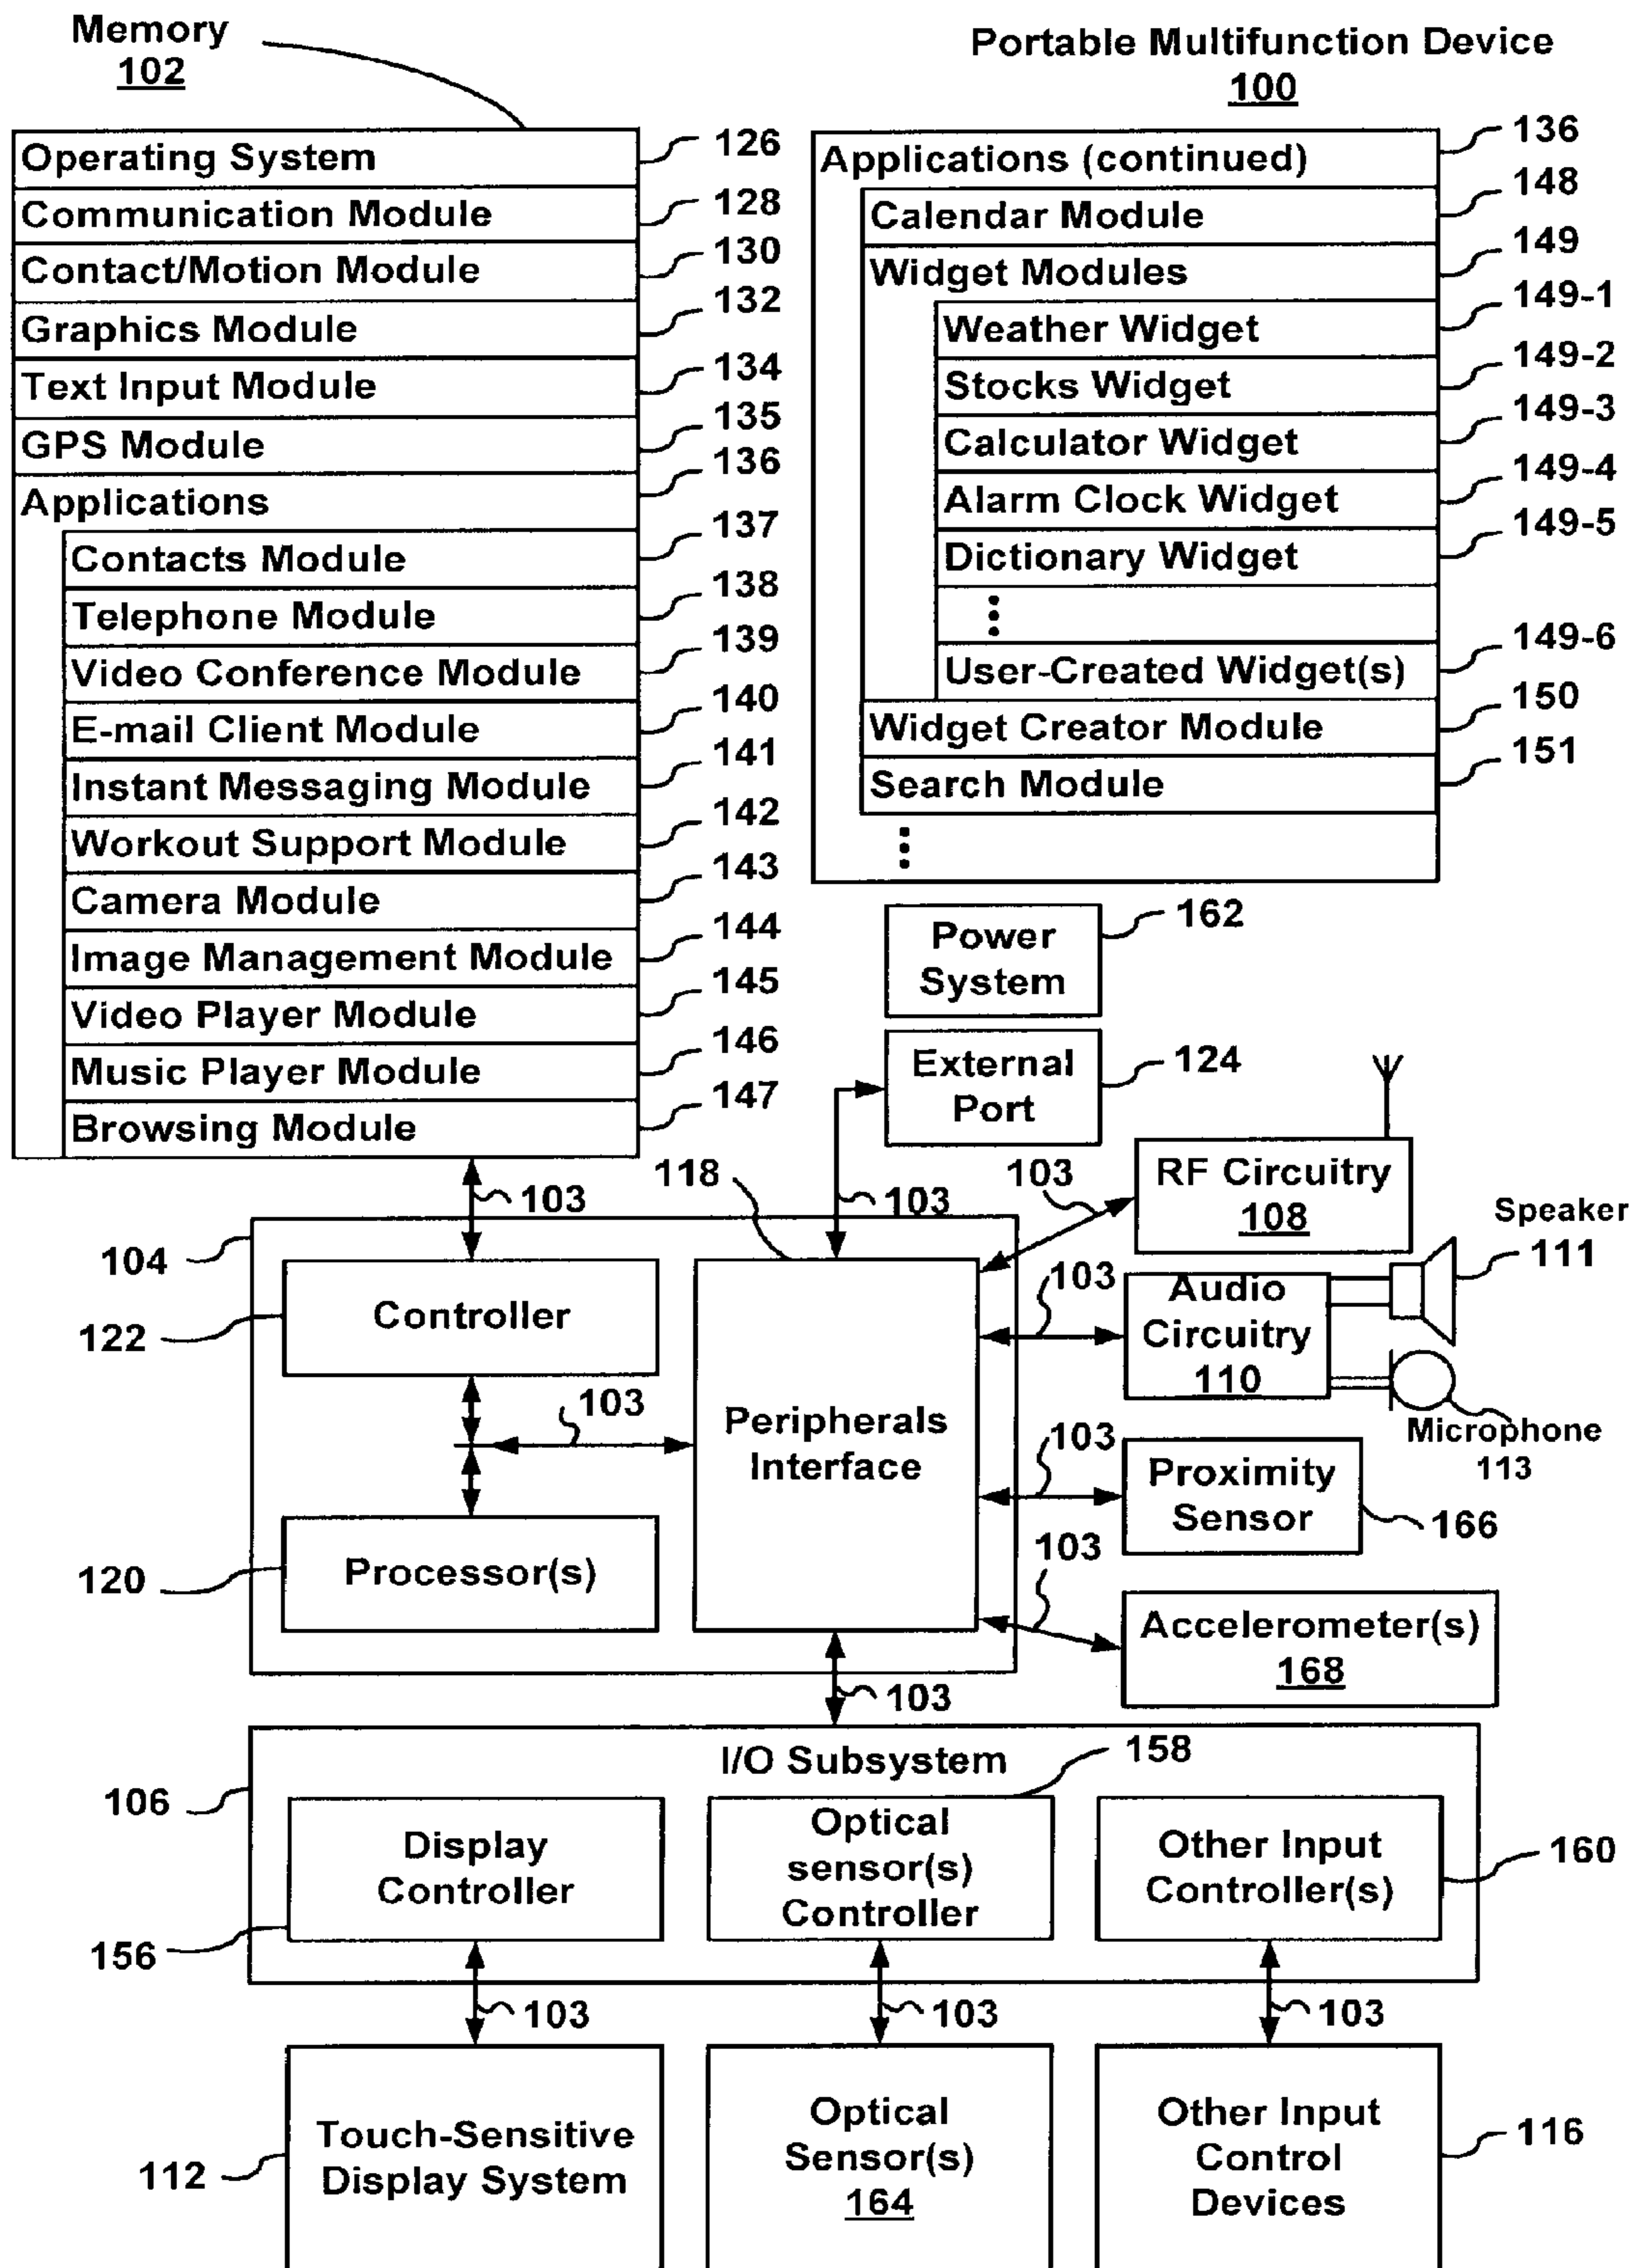 Memory
102
Portable Multifunction Device
100
Operating System
126
Communication Module
128
Contact/Motion Module
130
Graphics Module
132
Text Input Module
134
GPS Module
135
Applications
136
Contacts Module
137
Telephone Module
138
Video Conference Module
139
E-mail Client Module
140
Instant Messaging Module
141
Workout Support Module
142
Camera Module
143
Image Management Module
144
Video Player Module
145
Music Player Module
146
Browsing Module
147
Applications (continued)
136
Calendar Module
148
Widget Modules
149
Weather Widget
149-1
Stocks Widget
149-2
Calculator Widget
149-3
Alarm Clock Widget
149-4
Dictionary Widget
149-5
User-Created Widget(s)
149-6
Widget Creator Module
150
Search Module
151
Power
System
162
External
Port
124
103
118
103
103
RF Circuitry
108
Speaker
111
104
Controller
122
103
Audio
Circuitry
110
Microphone
113
103
Peripherals
Interface
103
Proximity
Sensor
166
Processor(s)
120
103
Accelerometer(s)
168
103
I/O Subsystem
158
106
Display
Controller
156
Optical
sensor(s)
Controller
Other Input
Controller(s)
160
103
103
103
Touch-Sensitive
Display System
112
Optical
Sensor(s)
164
Other Input
Control
Devices
116